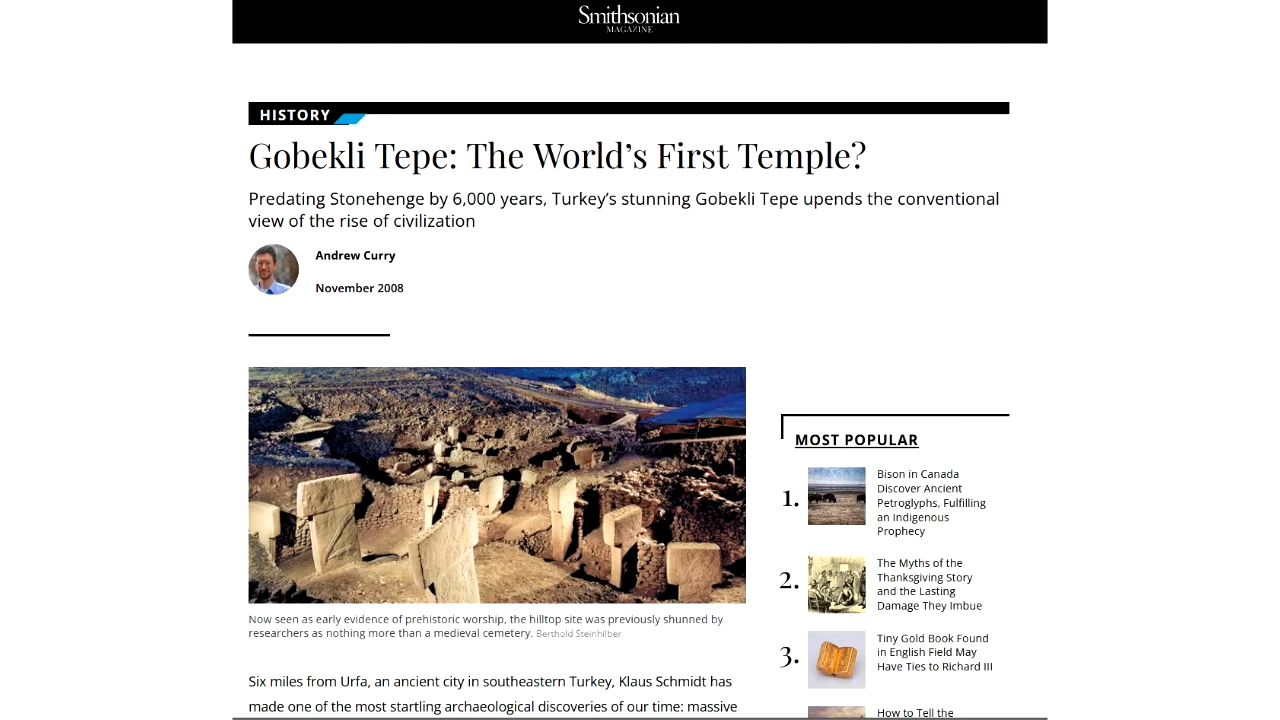 Smithsonian
MAGAZINE
HISTORY
Gobekli Tepe: The World’s First Temple?
Predating Stonehenge by 6,000 years, Turkey’s stunning Gobekli Tepe upends the conventional
view of the rise of civilization
Andrew Curry
November 2008
Now seen as early evidence of prehistoric worship, the hilltop site was previously shunned by
researchers as nothing more than a medieval cemetery. Berthold Steinhilber
Six miles from Urfa, an ancient city in southeastern Turkey, Klaus Schmidt has
made one of the most startling archaeological discoveries of our time: massive
MOST POPULAR
1.
Bison in Canada
Discover Ancient
Petroglyphs, Fulfilling
an Indigenous
Prophecy
2.
The Myths of the
Thanksgiving Story
and the Lasting
Damage They Imbue
3.
Tiny Gold Book Found
in English Field May
Have Ties to Richard III
How to Tell the